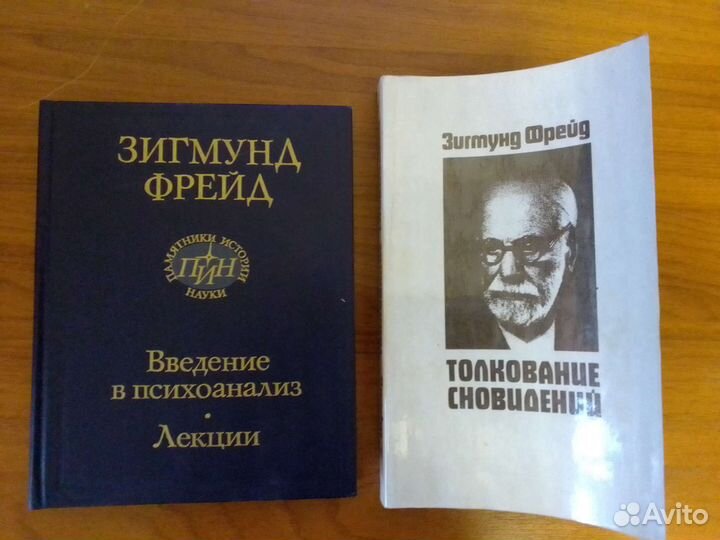 ЗИГМУНД
ФРЕЙД
ПАМЯТНИКИ ИСТОРИИ
ПИН
НАУКИ
Введение
в психоанализ
·
Лекции
Зигмунд Фрейд
ТОЛКОВАНИЕ
СНОВИДЕНИЙ
Avito